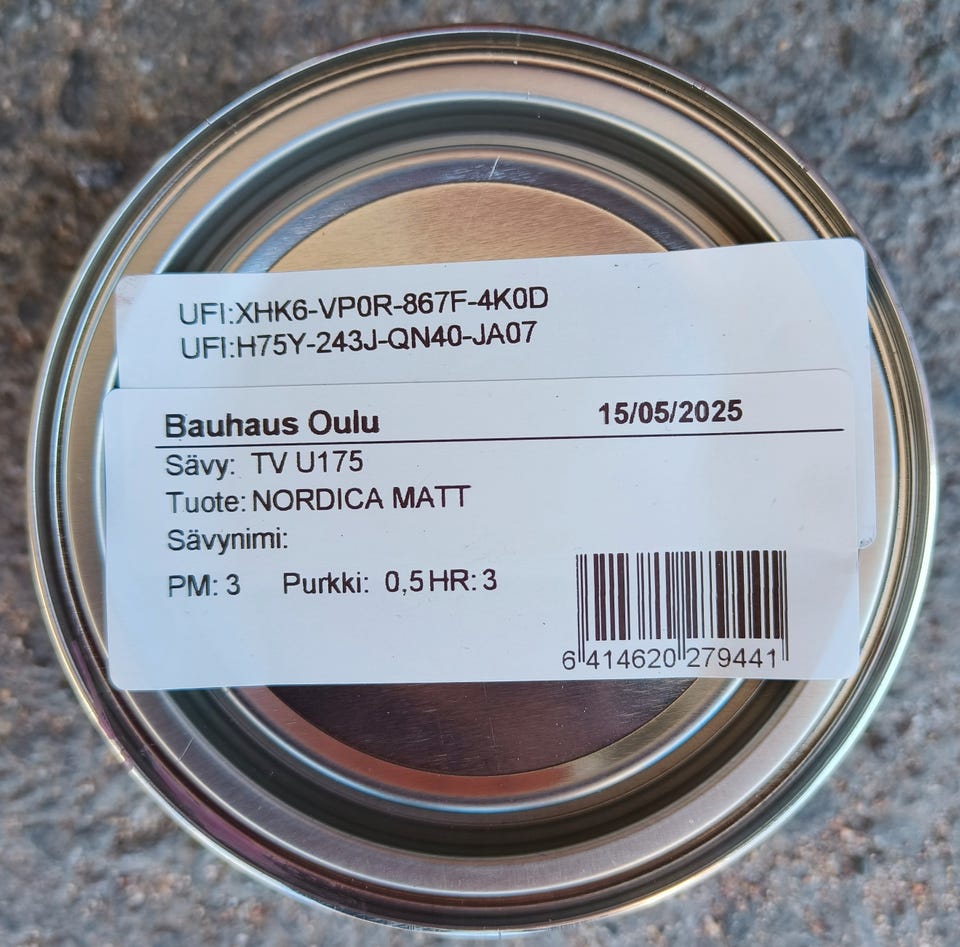 UFI:XHK6-VP0R-867F-4K0D
UFI:H75Y-243J-QN40-JA07
Bauhaus Oulu 15/05/2025
Sävy: TV U175
Tuote: NORDICA MATT
Sävynimi:
PM: 3 Purkki: 0,5 HR: 3
6 414620 279441